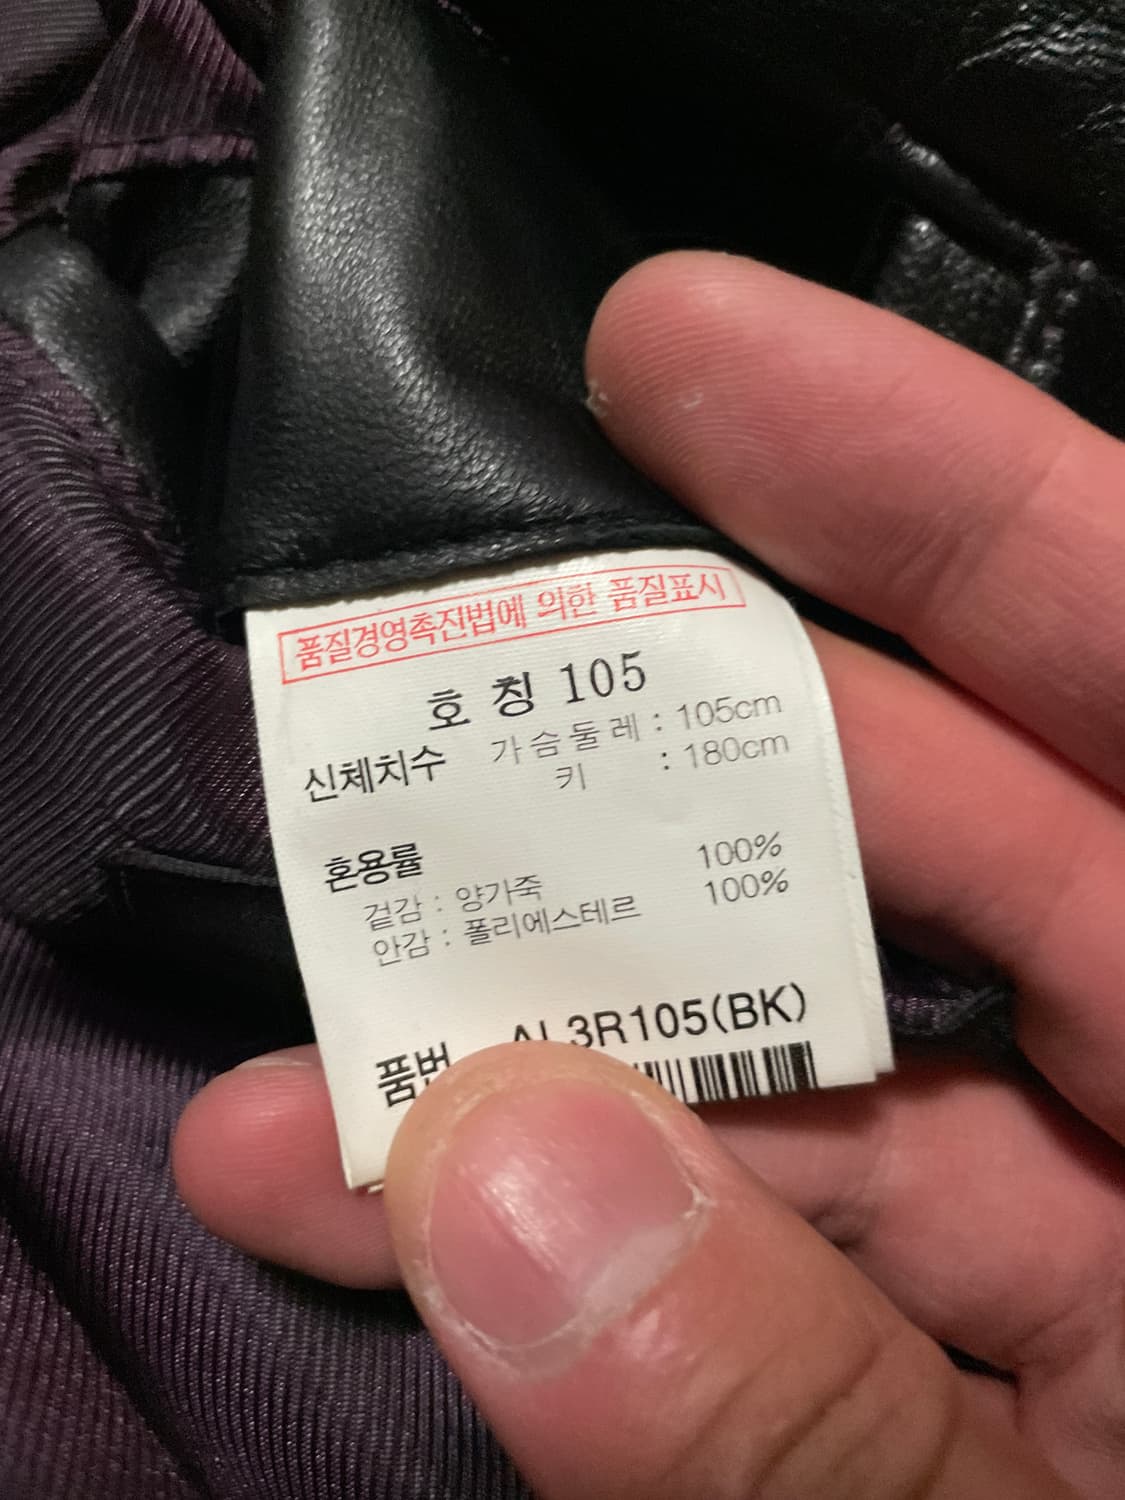 품질경영촉진법에 의한 품질표시
호 칭 105
신체치수 가슴둘레 : 105cm
키 : 180cm
혼용률
겉감 : 양가죽 100%
안감 : 폴리에스테르 100%
품번 AL3R105(BK)